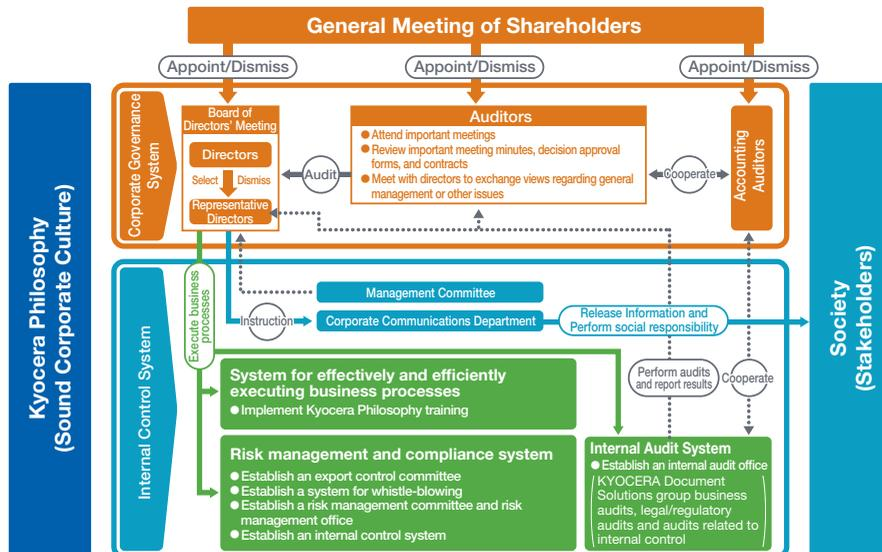 General Meeting of Shareholders
Appoint/Dismiss
Appoint/Dismiss
Appoint/Dismiss
Kyocera Philosophy
(Sound Corporate Culture)
Corporate Governance
System
Board of
Directors' Meeting
Directors
Select
Dismiss
Representative
Directors
Audit
Auditors
● Attend important meetings
● Review important meeting minutes, decision approval
forms, and contracts
● Meet with directors to exchange views regarding general
management or other issues
Cooperate
Accounting
Auditors
Society
(Stakeholders)
Internal Control System
Execute business
processes
Management Committee
Instruction
Corporate Communications Department
Release Information and
Perform social responsibility
System for effectively and efficiently
executing business processes
● Implement Kyocera Philosophy training
Perform audits
and report results
Cooperate
Risk management and compliance system
● Establish an export control committee
● Establish a system for whistle-blowing
● Establish a risk management committee and risk
management office
● Establish an internal control system
Internal Audit System
● Establish an internal audit office
(KYOCERA Document
Solutions group business
audits, legal/regulatory
audits and audits related to
internal control)